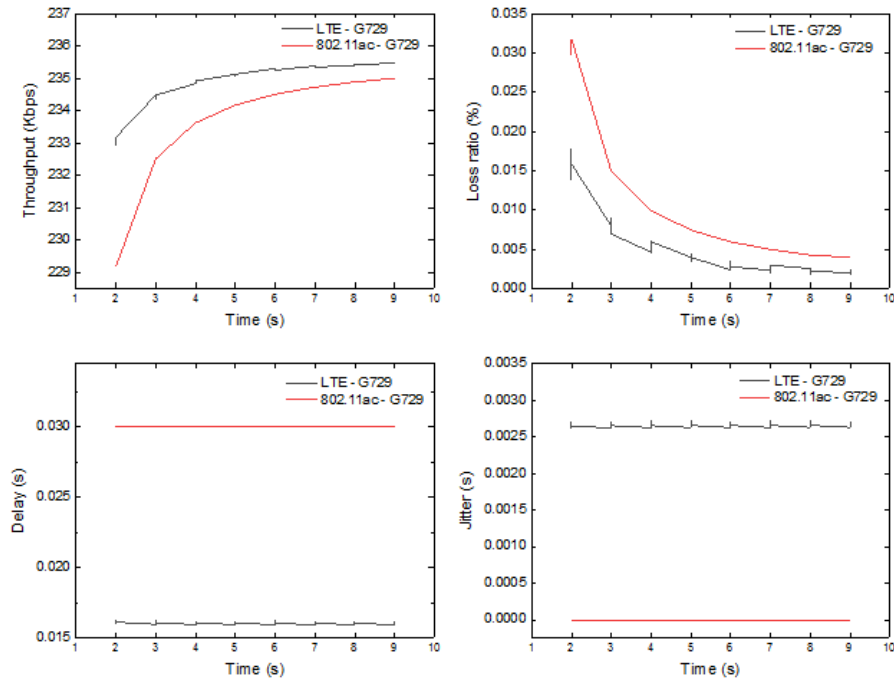 237
236
235
234
233
232
231
230
229
Throughput (Kbps)
LTE - G729
802.11ac - G729
1 2 3 4 5 6 7 8 9 10
Time (s)
0.035
0.030
0.025
0.020
0.015
0.010
0.005
0.000
Loss ratio (%)
LTE - G729
802.11ac - G729
1 2 3 4 5 6 7 8 9 10
Time (s)
0.030
0.025
0.020
0.015
Delay (s)
LTE - G729
802.11ac - G729
1 2 3 4 5 6 7 8 9 10
Time (s)
0.0035
0.0030
0.0025
0.0020
0.0015
0.0010
0.0005
0.0000
Jitter (s)
LTE - G729
802.11ac - G729
1 2 3 4 5 6 7 8 9 10
Time (s)